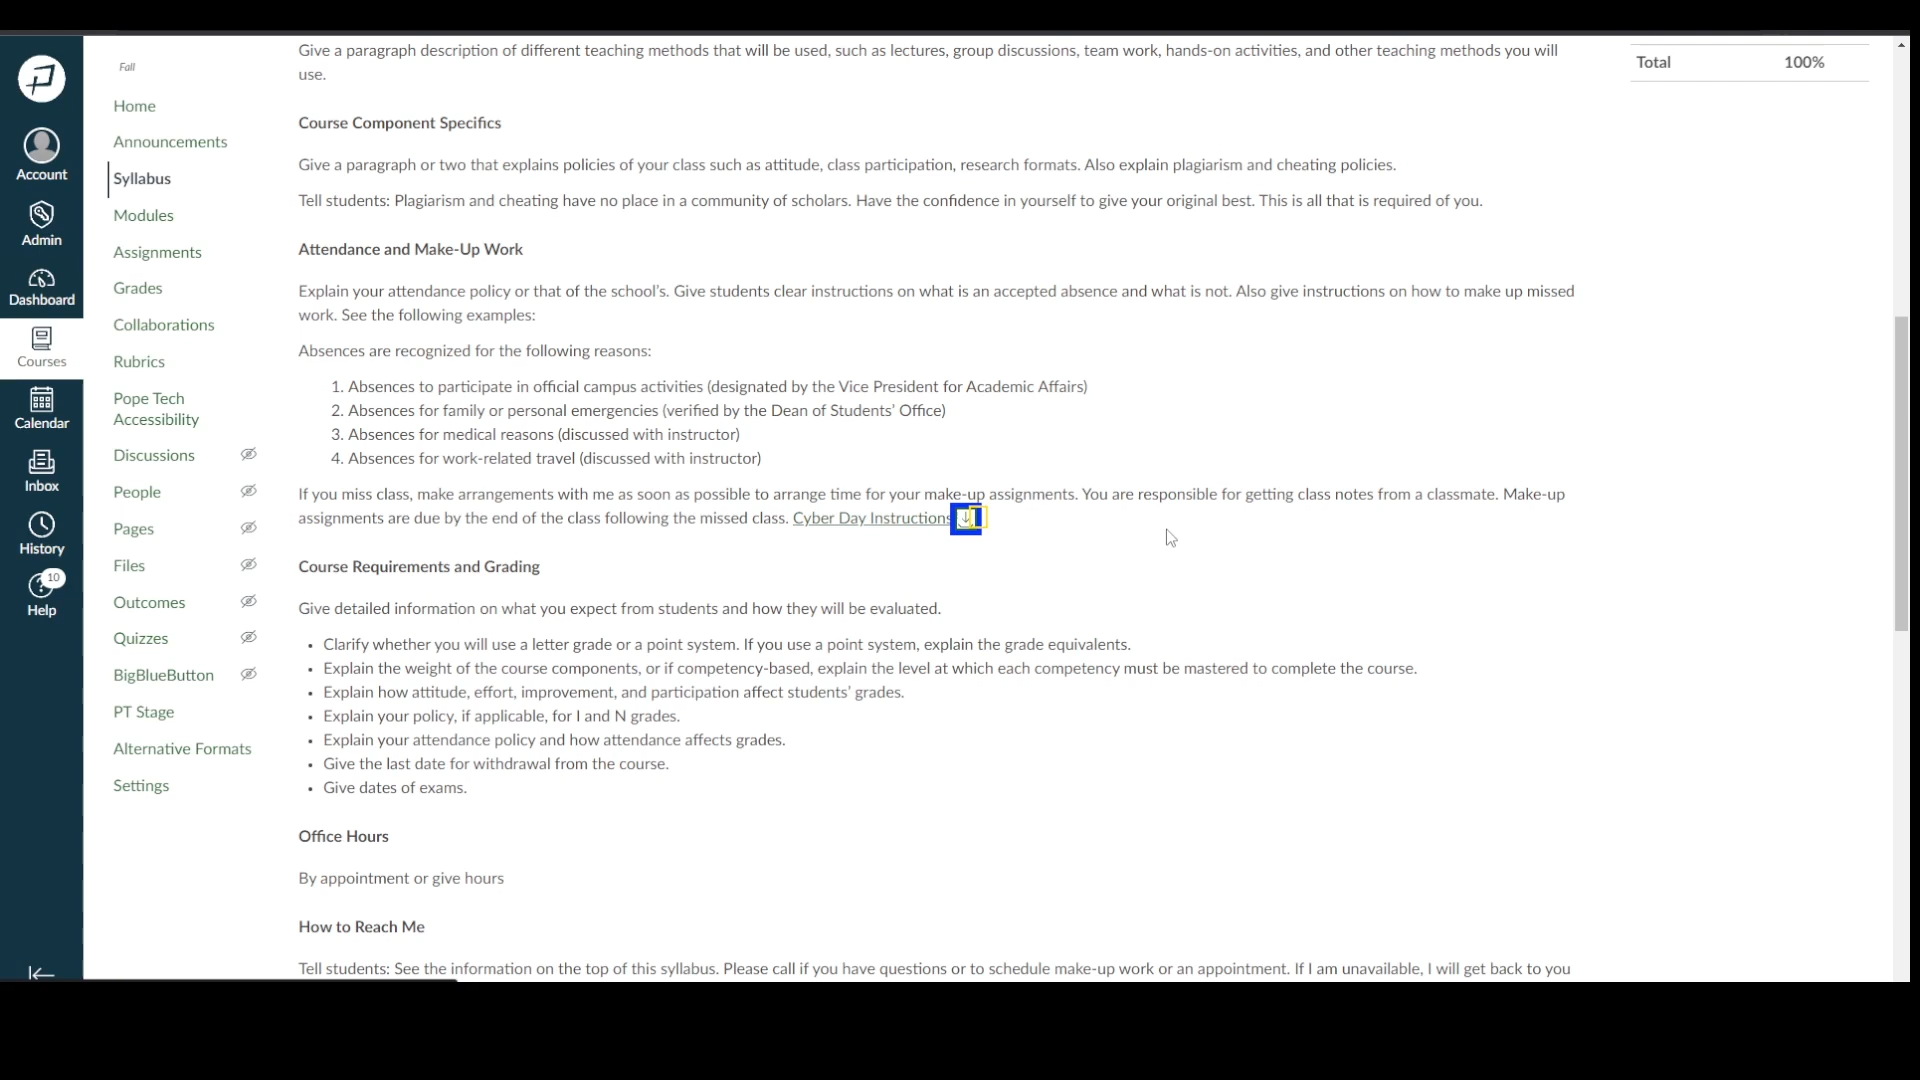 Account
Admin
Dashboard
Courses
Calendar
Inbox
History
10
Help
Fall
Home
Announcements
Syllabus
Modules
Assignments
Grades
Collaborations
Rubrics
Pope Tech
Accessibility
Discussions
People
Pages
Files
Outcomes
Quizzes
BigBlueButton
PT Stage
Alternative Formats
Settings
Give a paragraph description of different teaching methods that will be used, such as lectures, group discussions, team work, hands-on activities, and other teaching methods you will
use.
Course Component Specifics
Give a paragraph or two that explains policies of your class such as attitude, class participation, research formats. Also explain plagiarism and cheating policies.
Tell students: Plagiarism and cheating have no place in a community of scholars. Have the confidence in yourself to give your original best. This is all that is required of you.
Attendance and Make-Up Work
Explain your attendance policy or that of the school’s. Give students clear instructions on what is an accepted absence and what is not. Also give instructions on how to make up missed
work. See the following examples:
Absences are recognized for the following reasons:
1. Absences to participate in official campus activities (designated by the Vice President for Academic Affairs)
2. Absences for family or personal emergencies (verified by the Dean of Students’ Office)
3. Absences for medical reasons (discussed with instructor)
4. Absences for work-related travel (discussed with instructor)
If you miss class, make arrangements with me as soon as possible to arrange time for your make-up assignments. You are responsible for getting class notes from a classmate. Make-up
assignments are due by the end of the class following the missed class. Cyber Day Instructions
Course Requirements and Grading
Give detailed information on what you expect from students and how they will be evaluated.
• Clarify whether you will use a letter grade or a point system. If you use a point system, explain the grade equivalents.
• Explain the weight of the course components, or if competency-based, explain the level at which each competency must be mastered to complete the course.
• Explain how attitude, effort, improvement, and participation affect students’ grades.
• Explain your policy, if applicable, for I and N grades.
• Explain your attendance policy and how attendance affects grades.
• Give the last date for withdrawal from the course.
• Give dates of exams.
Office Hours
By appointment or give hours
How to Reach Me
Tell students: See the information on the top of this syllabus. Please call if you have questions or to schedule make-up work or an appointment. If I am unavailable, I will get back to you
Total 100%